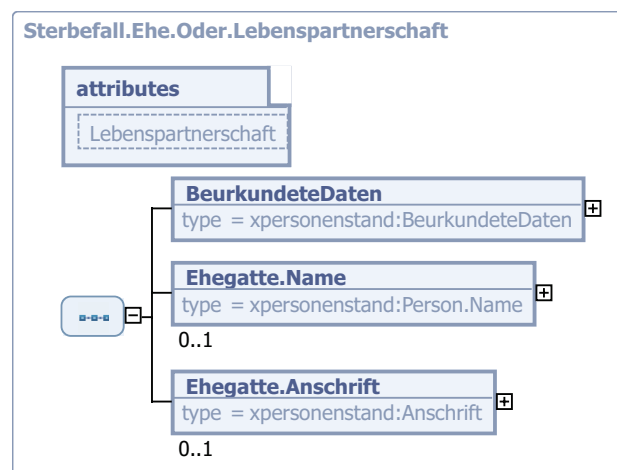 Sterbefall.Ehe.Oder.Lebenspartnerschaft
attributes
Lebenspartnerschaft
BeurkundeteDaten
type = xpersonenstand:BeurkundeteDaten
Ehegatte.Name
type = xpersonenstand:Person.Name
0..1
Ehegatte.Anschrift
type = xpersonenstand:Anschrift
0..1